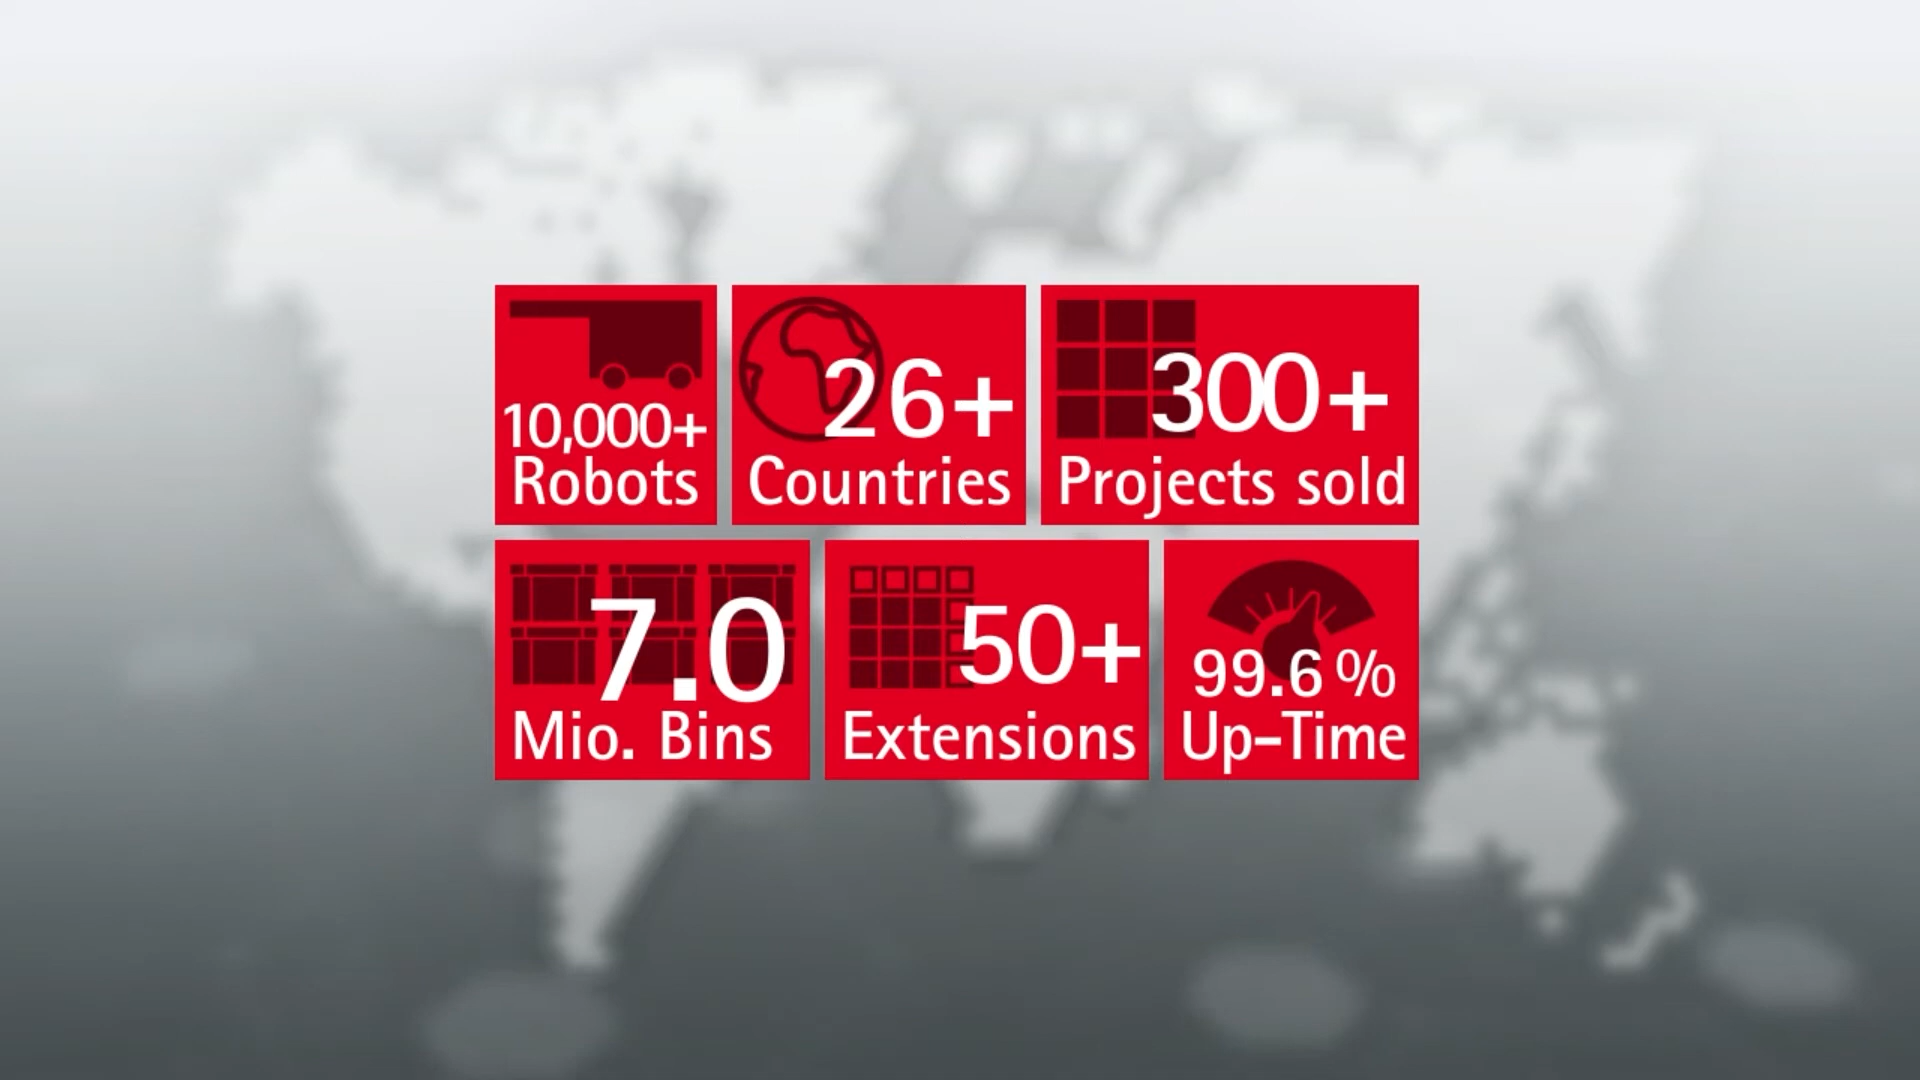 10,000+
Robots
26+
Countries
300+
Projects sold
7.0
Mio. Bins
50+
Extensions
99.6 %
Up-Time